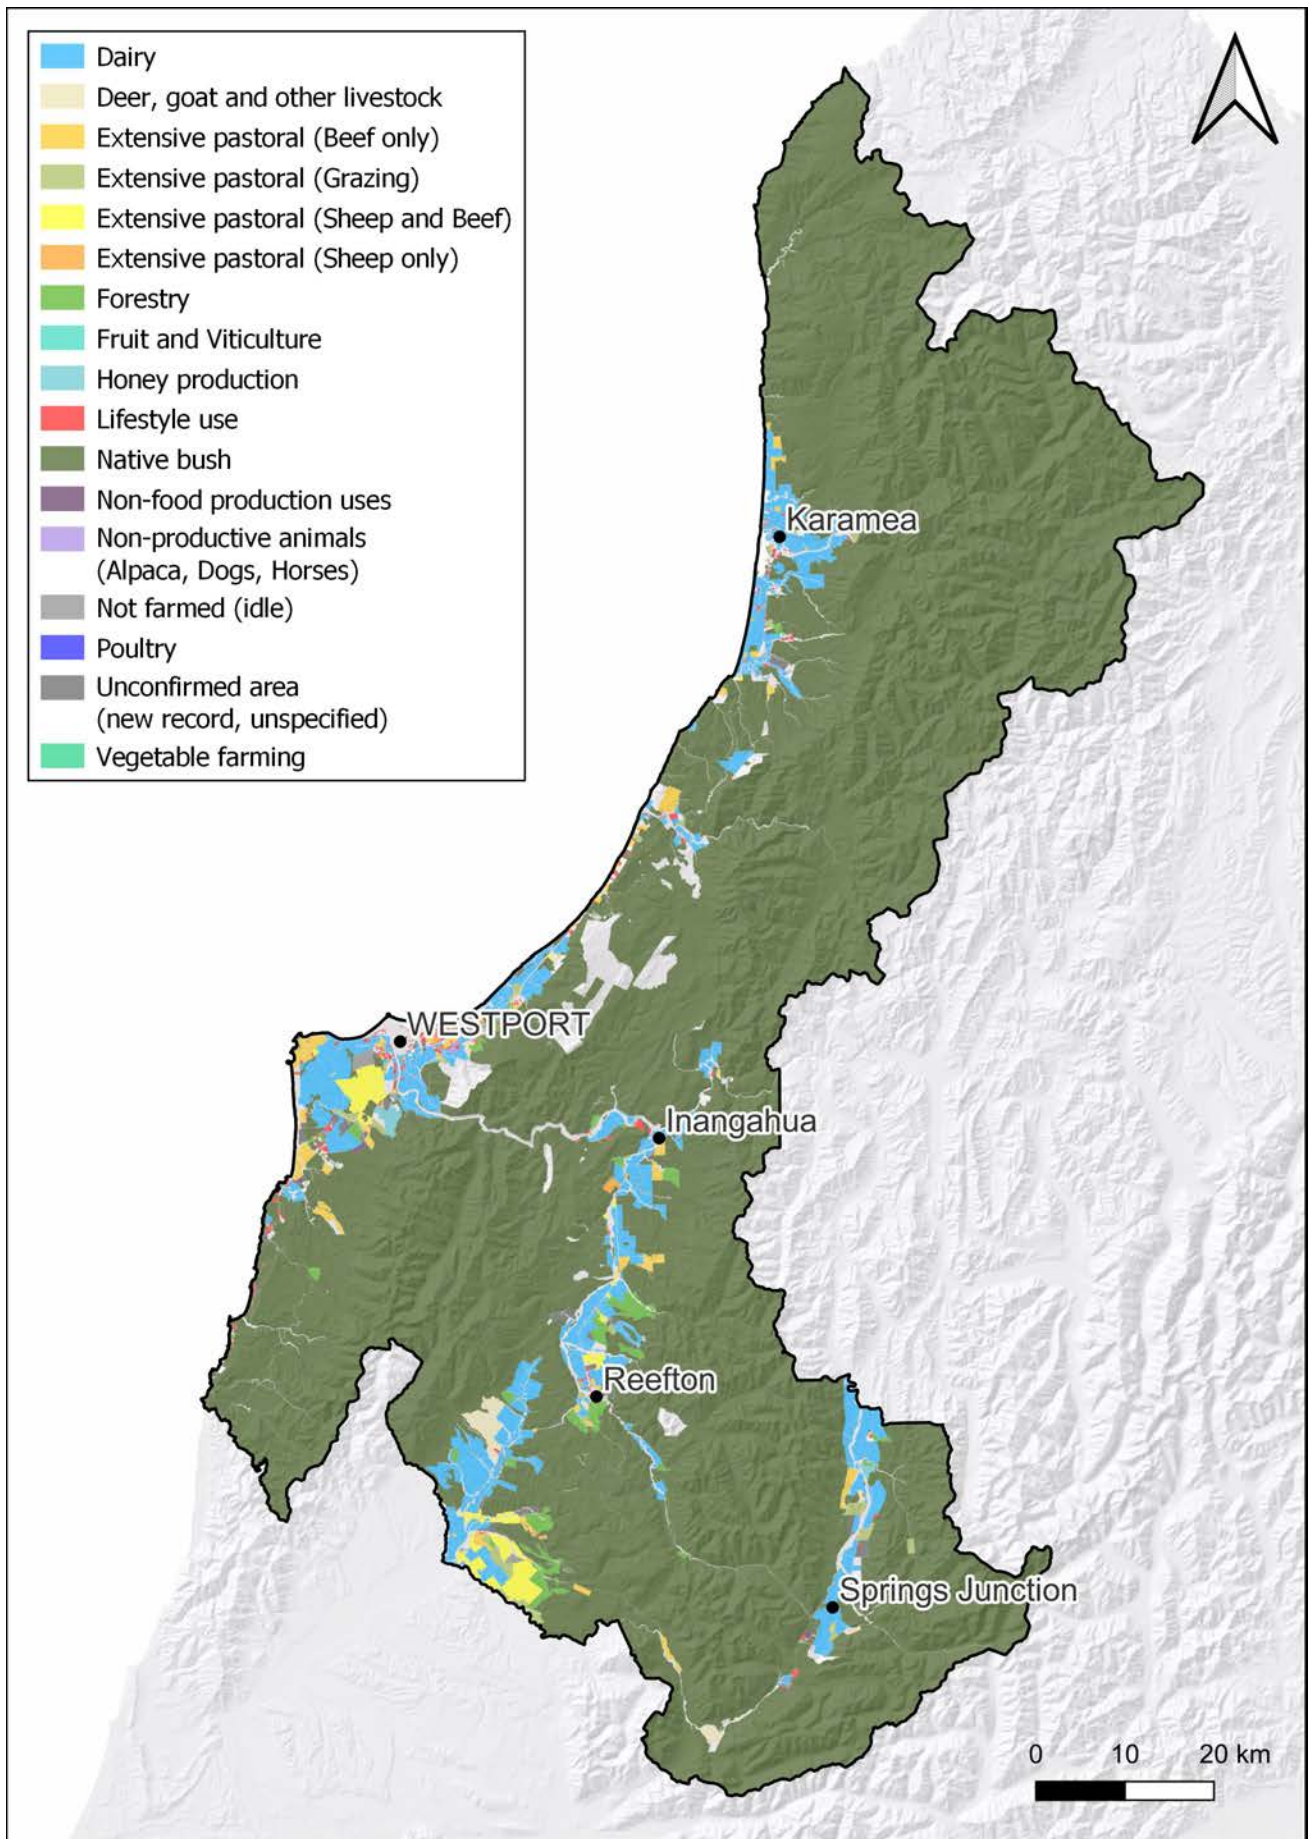 Dairy
Deer, goat and other livestock
Extensive pastoral (Beef only)
Extensive pastoral (Grazing)
Extensive pastoral (Sheep and Beef)
Extensive pastoral (Sheep only)
Forestry
Fruit and Viticulture
Honey production
Lifestyle use
Native bush
Non-food production uses
Non-productive animals
(Alpaca, Dogs, Horses)
Not farmed (idle)
Poultry
Unconfirmed area
(new record, unspecified)
Vegetable farming
Karamea
WESTPORT
Inangahua
Reefton
Springs Junction
0 10 20 km